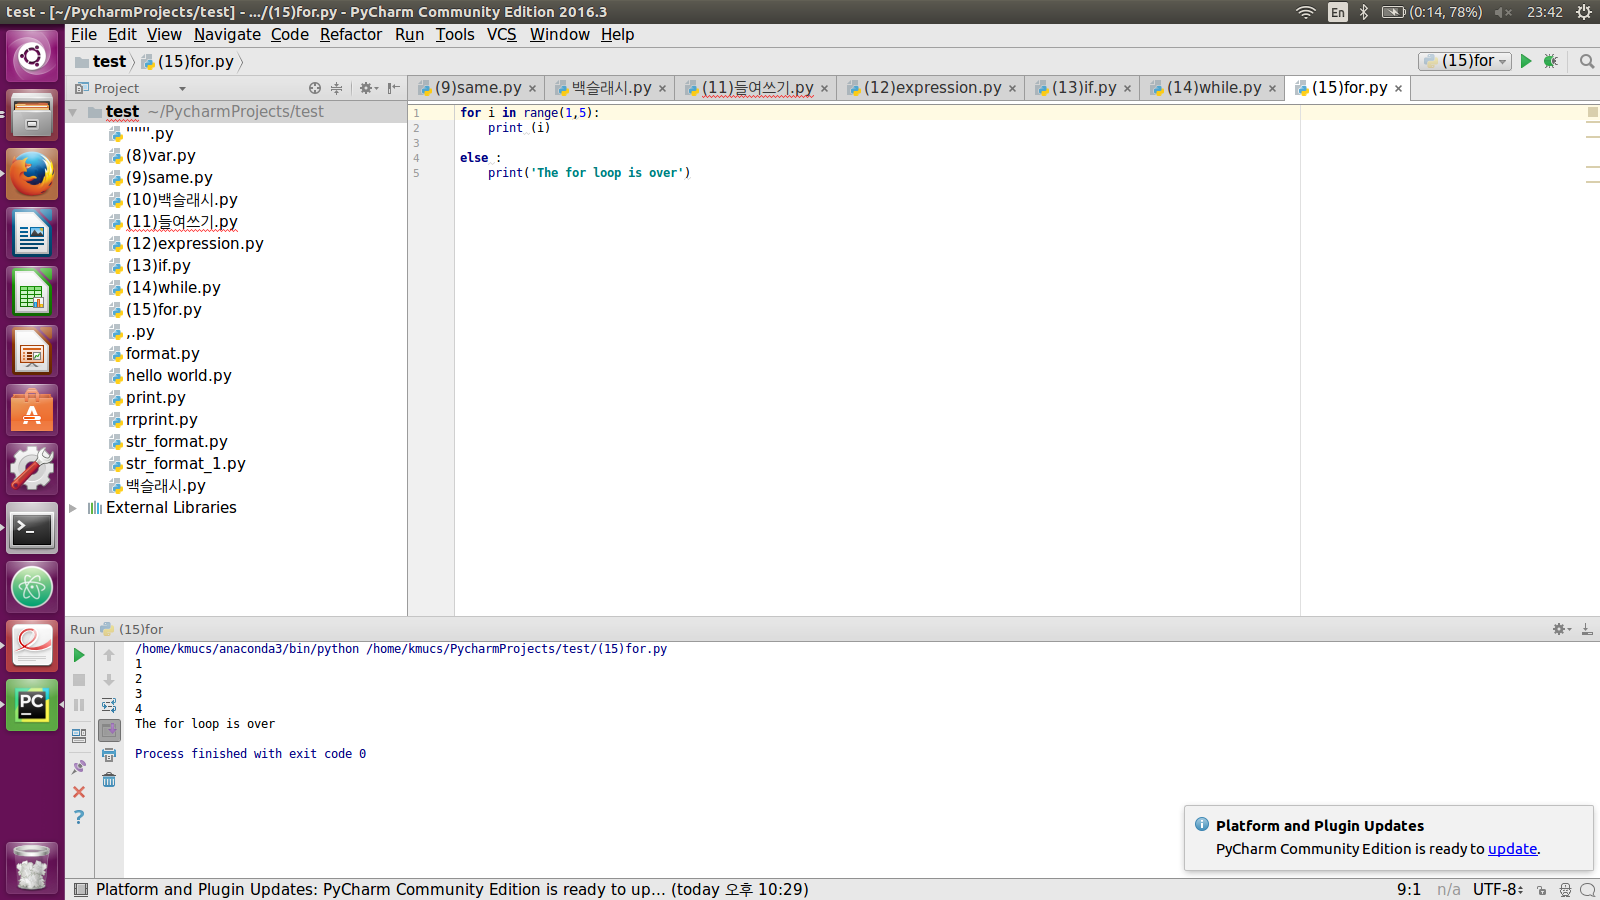 test - [~/PycharmProjects/test] - .../(15)for.py - PyCharm Community Edition 2016.3
En
(0:14, 78%)
23:42
File Edit View Navigate Code Refactor Run Tools VCS Window Help
test
(15)for.py
(15)for
Project
(9)same.py
백슬래시.py
(11)들여쓰기.py
(12)expression.py
(13)if.py
(14)while.py
(15)for.py
test ~/PycharmProjects/test
""".py
(8)var.py
(9)same.py
(10)백슬래시.py
(11)들여쓰기.py
(12)expression.py
(13)if.py
(14)while.py
(15)for.py
,.py
format.py
hello world.py
print.py
rrprint.py
str_format.py
str_format_1.py
백슬래시.py
External Libraries
1 for i in range(1,5):
2 print (i)
3
4 else :
5 print('The for loop is over')
Run (15)for
/home/kmucs/anaconda3/bin/python /home/kmucs/PycharmProjects/test/(15)for.py
1
2
3
4
The for loop is over
Process finished with exit code 0
PC
Platform and Plugin Updates
PyCharm Community Edition is ready to update.
Platform and Plugin Updates: PyCharm Community Edition is ready to up... (today 오후 10:29)
9:1
n/a
UTF-8